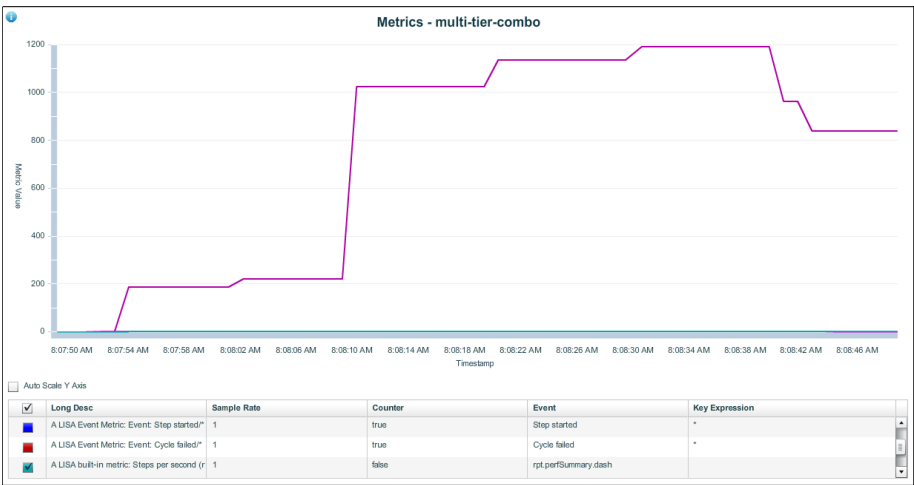 Metrics - multi-tier-combo
1200
1000
800
600
400
200
0
Metric Value
8:07:50 AM 8:07:54 AM 8:07:58 AM 8:08:02 AM 8:08:06 AM 8:08:10 AM 8:08:14 AM 8:08:18 AM 8:08:22 AM 8:08:26 AM 8:08:30 AM 8:08:34 AM 8:08:38 AM 8:08:42 AM 8:08:46 AM
Timestamp
Auto Scale Y Axis
Long Desc Sample Rate Counter Event Key Expression
A LISA Event Metric: Event: Step started/* 1 true Step started *
A LISA Event Metric: Event: Cycle failed/* 1 true Cycle failed *
A LISA built-in metric: Steps per second (r 1 false rpt.perfSummary.dash